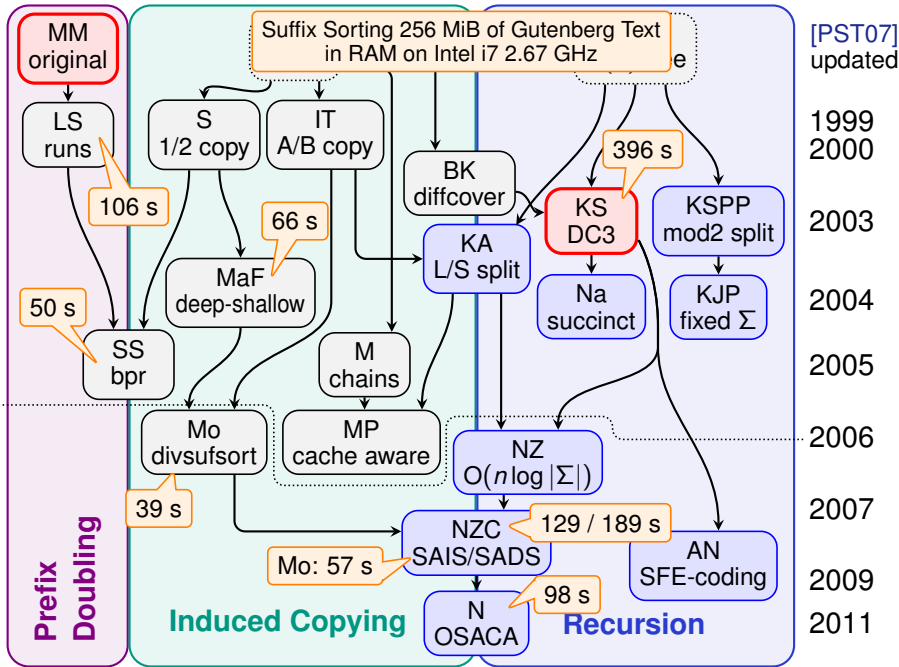 MM
original
Suffix Sorting 256 MiB of Gutenberg Text
in RAM on Intel i7 2.67 GHz
[PST07]
updated
LS
runs
S
1/2 copy
IT
A/B copy
1999
2000
BK
diffcover
396 s
106 s
66 s
KS
DC3
KSPP
mod2 split
2003
KA
L/S split
MaF
deep-shallow
Na
succinct
KJP
fixed Σ
2004
50 s
SS
bpr
M
chains
2005
Mo
divsufsort
MP
cache aware
NZ
O(n log |Σ|)
2006
39 s
2007
NZC
SAIS/SADS
129 / 189 s
Mo: 57 s
AN
SFE-coding
2009
N
OSACA
98 s
2011
Prefix
Doubling
Induced Copying
Recursion